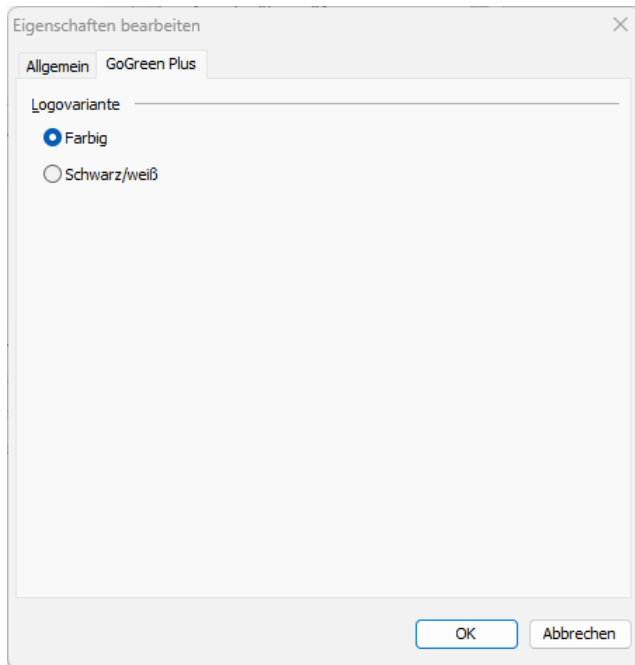 Eigenschaften bearbeiten
Allgemein GoGreen Plus
Logovariante
Farbig
Schwarz/weiß
OK Abbrechen